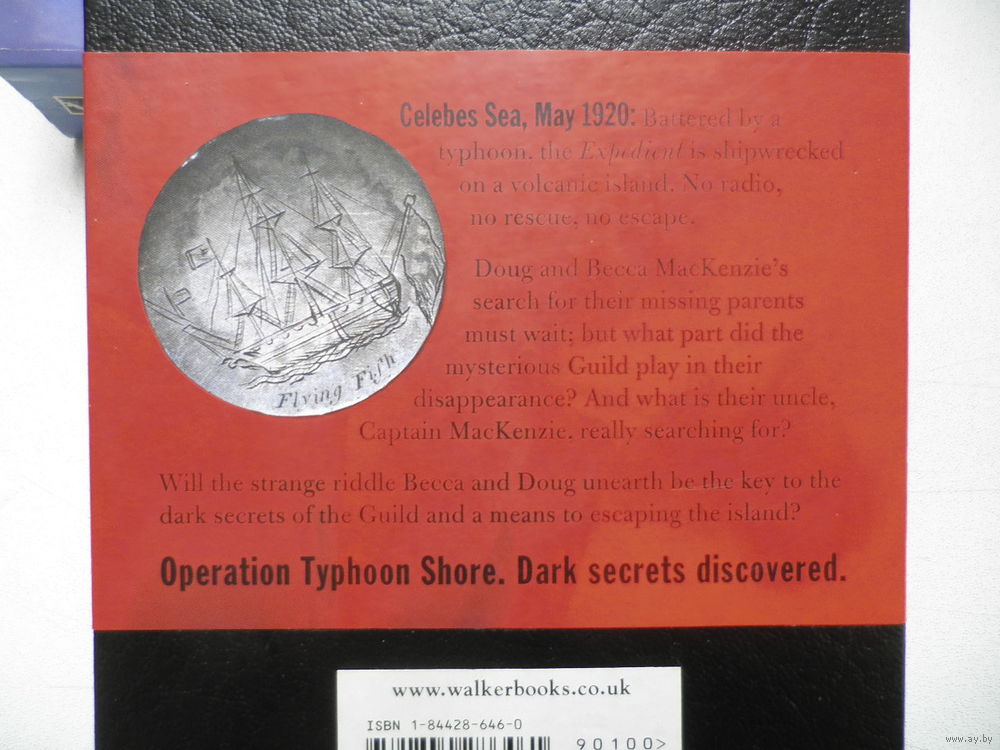 Celebes Sea, May 1920: Battered by a
typhoon, the Expedient is shipwrecked
on a volcanic island. No radio,
no rescue, no escape.
Doug and Becca MacKenzie's
search for their missing parents
must wait; but what part did the
mysterious Guild play in their
disappearance? And what is their uncle,
Captain MacKenzie, really searching for?
Flying Fiſh
Will the strange riddle Becca and Doug unearth be the key to the
dark secrets of the Guild and a means to escaping the island?
Operation Typhoon Shore. Dark secrets discovered.
www.walkerbooks.co.uk
ISBN 1-84428-646-0
90100>
www.ay.by